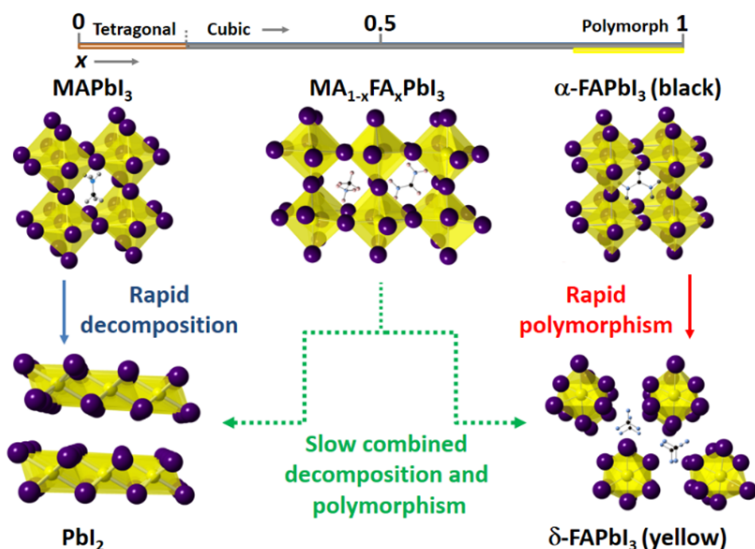 0 0.5 1
Tetragonal Cubic Polymorph
x
MAPbI₃ MA₁₋ₓFAₓPbI₃ α-FAPbI₃ (black)
Rapid
decomposition
Rapid
polymorphism
Slow combined
decomposition and
polymorphism
PbI₂ δ-FAPbI₃ (yellow)